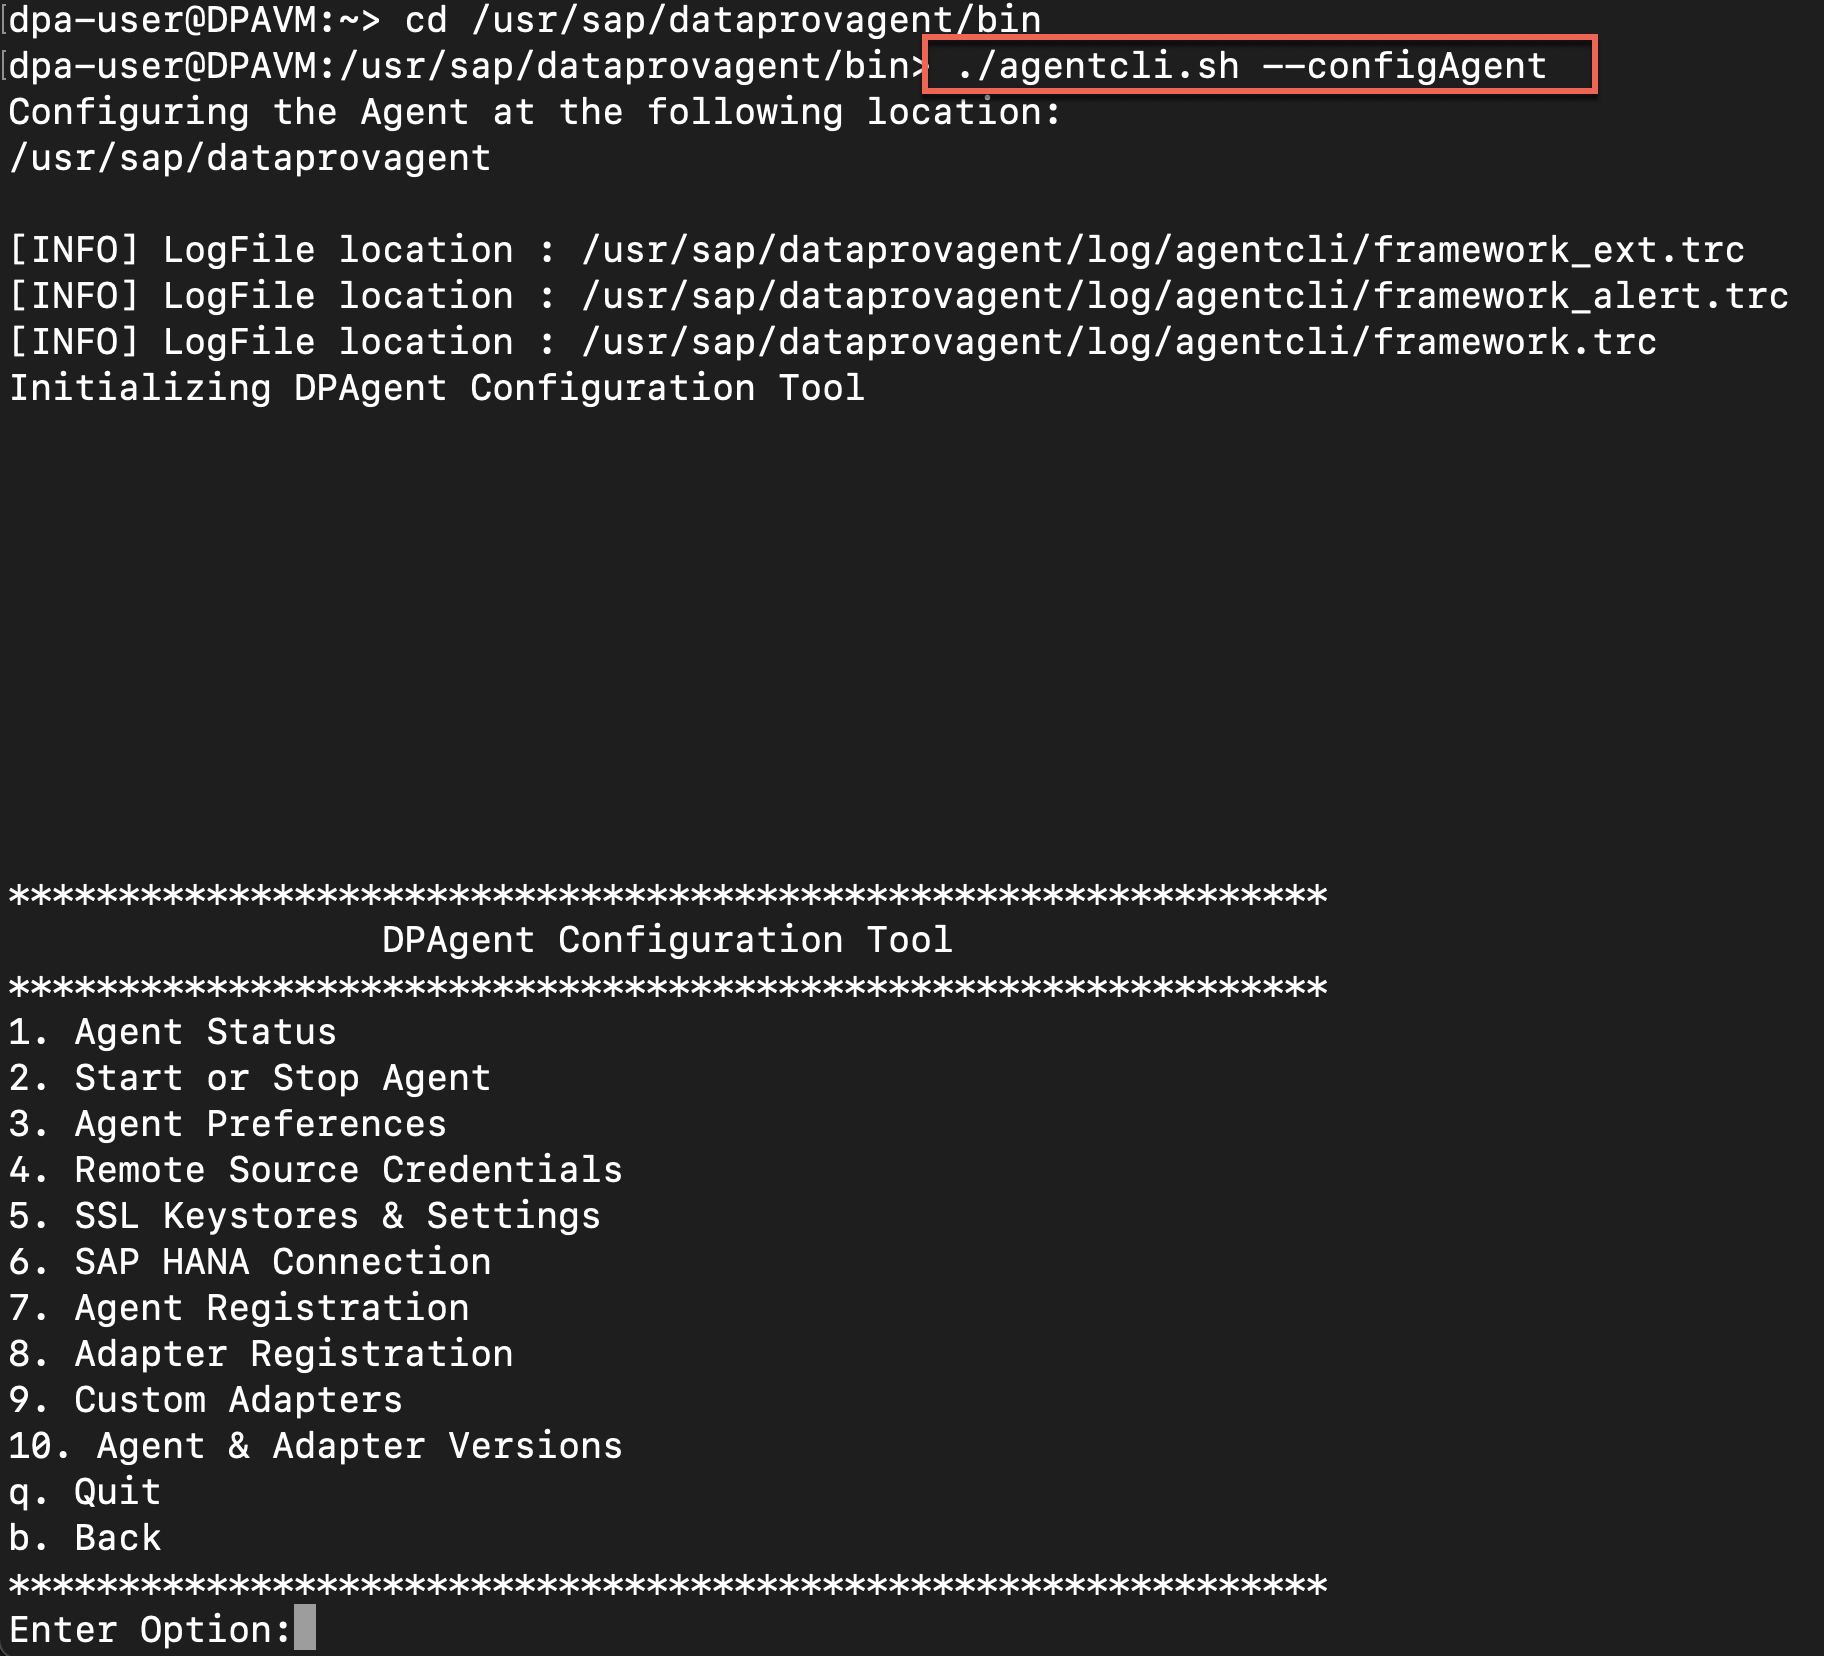 dpa-user@DPAVM:~> cd /usr/sap/dataprovagent/bin
dpa-user@DPAVM:/usr/sap/dataprovagent/bin> ./agentcli.sh --configAgent
Configuring the Agent at the following location:
/usr/sap/dataprovagent
[INFO] LogFile location : /usr/sap/dataprovagent/log/agentcli/framework_ext.trc
[INFO] LogFile location : /usr/sap/dataprovagent/log/agentcli/framework_alert.trc
[INFO] LogFile location : /usr/sap/dataprovagent/log/agentcli/framework.trc
Initializing DPAgent Configuration Tool
************************************************************
DPAgent Configuration Tool
************************************************************
1. Agent Status
2. Start or Stop Agent
3. Agent Preferences
4. Remote Source Credentials
5. SSL Keystores & Settings
6. SAP HANA Connection
7. Agent Registration
8. Adapter Registration
9. Custom Adapters
10. Agent & Adapter Versions
q. Quit
b. Back
************************************************************
Enter Option: